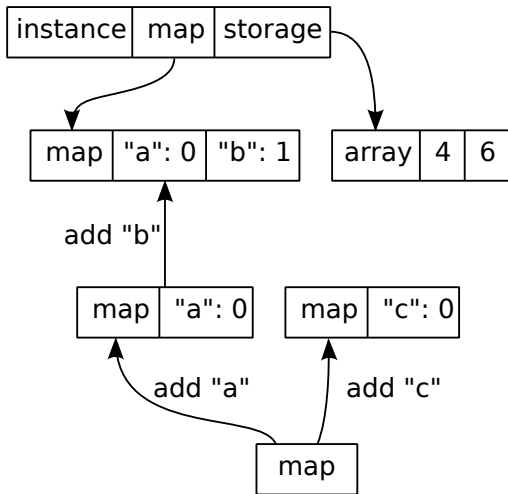 instance map storage
map "a": 0 "b": 1 array 4 6
add "b"
map "a": 0 map "c": 0
add "a" add "c"
map